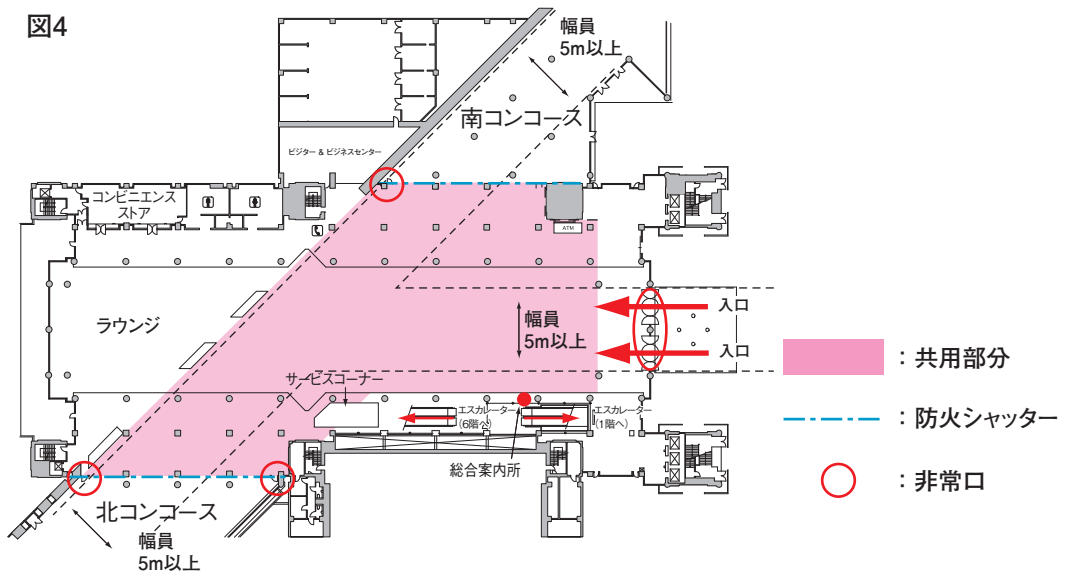 図4
幅員
5m以上
南コンコース
ビジター & ビジネスセンター
コンビニエンス
ストア
ATM
ラウンジ
幅員
5m以上
入口
入口
サービスコーナー
エスカレーター
(6階へ)
エスカレーター
(1階へ)
総合案内所
北コンコース
幅員
5m以上
：共用部分
：防火シャッター
：非常口